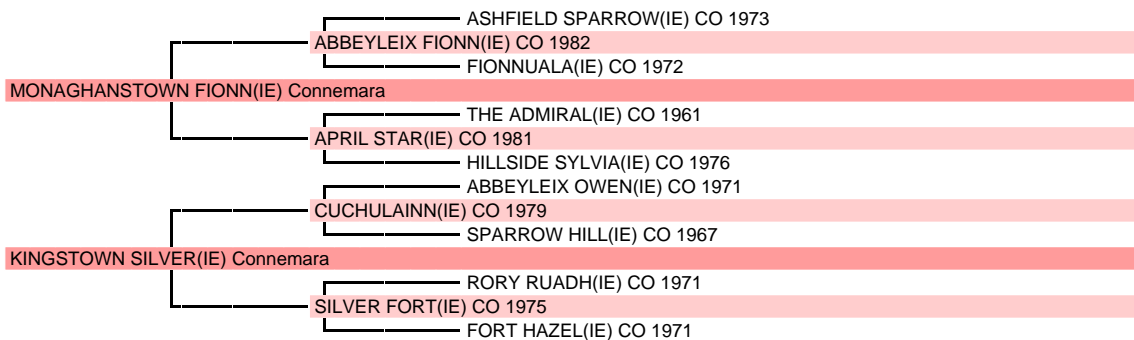 ASHFIELD SPARROW(IE) CO 1973
ABBEYLEIX FIONN(IE) CO 1982
FIONNUALA(IE) CO 1972
MONAGHANSTOWN FIONN(IE) Connemara
THE ADMIRAL(IE) CO 1961
APRIL STAR(IE) CO 1981
HILLSIDE SYLVIA(IE) CO 1976
ABBEYLEIX OWEN(IE) CO 1971
CUCHULAINN(IE) CO 1979
SPARROW HILL(IE) CO 1967
KINGSTOWN SILVER(IE) Connemara
RORY RUADH(IE) CO 1971
SILVER FORT(IE) CO 1975
FORT HAZEL(IE) CO 1971